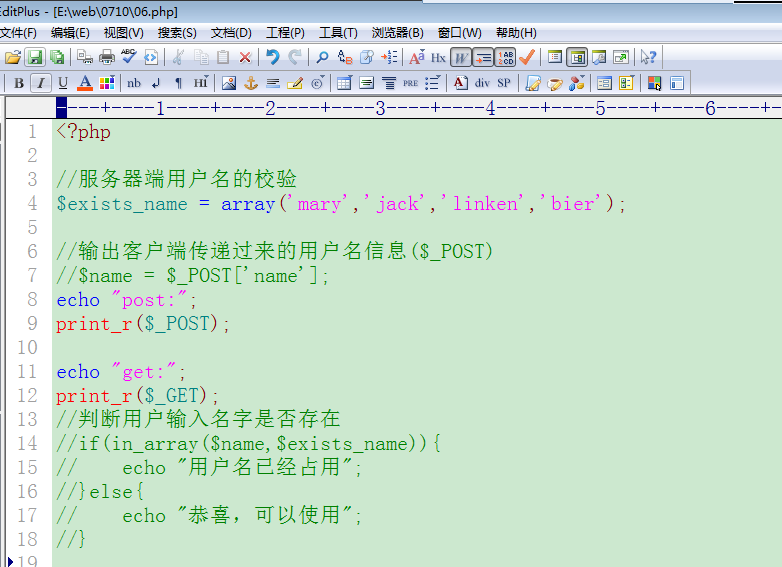 EditPlus - [E:\web\0710\06.php]
文件(F) 编辑(E) 视图(V) 搜索(S) 文档(D) 工程(P) 工具(T) 浏览器(B) 窗口(W) 帮助(H)
B I U A nb ¶ HI PRE A div SP
----+----1----+----2----+----3----+----4----+----5----+----6----+--
1 <?php
2
3 //服务器端用户名的校验
4 $exists_name = array('mary','jack','linken','bier');
5
6 //输出客户端传递过来的用户名信息($_POST)
7 //$name = $_POST['name'];
8 echo "post:";
9 print_r($_POST);
10
11 echo "get:";
12 print_r($_GET);
13 //判断用户输入名字是否存在
14 //if(in_array($name,$exists_name)){
15 //    echo "用户名已经占用";
16 //}else{
17 //    echo "恭喜，可以使用";
18 //}
19